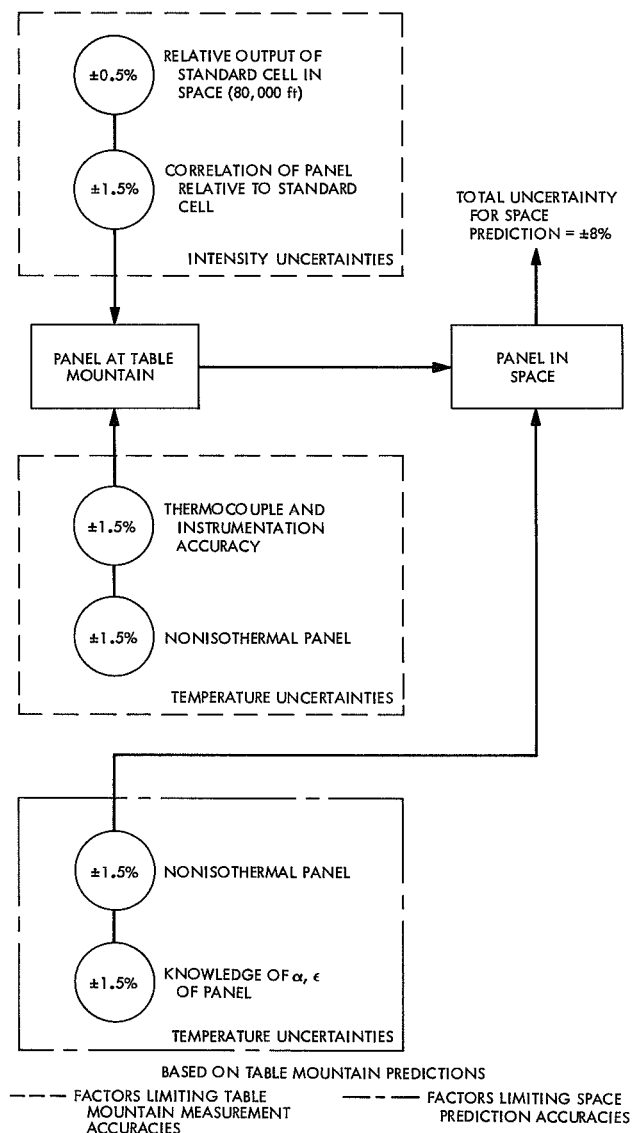 ±0.5%
RELATIVE OUTPUT OF
STANDARD CELL IN
SPACE (80,000 ft)
±1.5%
CORRELATION OF PANEL
RELATIVE TO STANDARD
CELL
INTENSITY UNCERTAINTIES
TOTAL UNCERTAINTY
FOR SPACE
PREDICTION = ±8%
PANEL AT TABLE
MOUNTAIN
PANEL IN
SPACE
±1.5%
THERMOCOUPLE AND
INSTRUMENTATION
ACCURACY
±1.5%
NONISOTHERMAL PANEL
TEMPERATURE UNCERTAINTIES
±1.5%
NONISOTHERMAL PANEL
±1.5%
KNOWLEDGE OF α, ϵ
OF PANEL
TEMPERATURE UNCERTAINTIES
BASED ON TABLE MOUNTAIN PREDICTIONS
FACTORS LIMITING TABLE
MOUNTAIN MEASUREMENT
ACCURACIES
FACTORS LIMITING SPACE
PREDICTION ACCURACIES